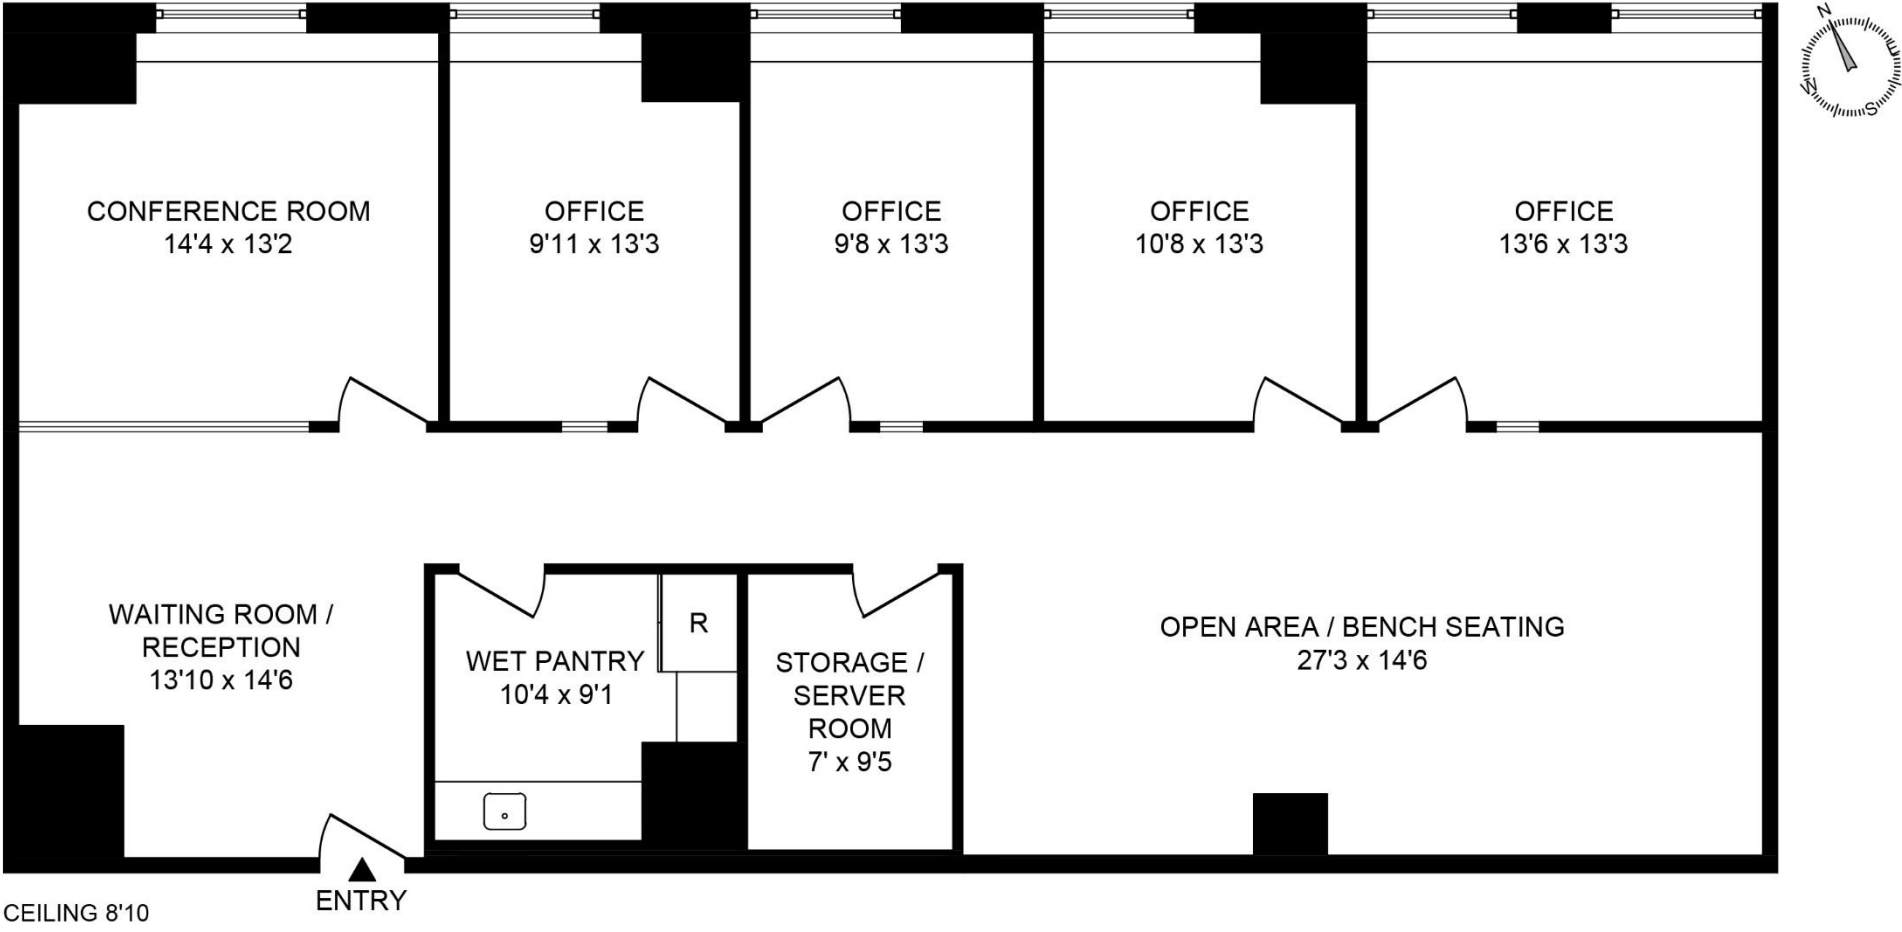 N
E
S
W
CONFERENCE ROOM
14'4 x 13'2
OFFICE
9'11 x 13'3
OFFICE
9'8 x 13'3
OFFICE
10'8 x 13'3
OFFICE
13'6 x 13'3
WAITING ROOM /
RECEPTION
13'10 x 14'6
WET PANTRY
10'4 x 9'1
R
STORAGE /
SERVER
ROOM
7' x 9'5
OPEN AREA / BENCH SEATING
27'3 x 14'6
ENTRY
CEILING 8'10